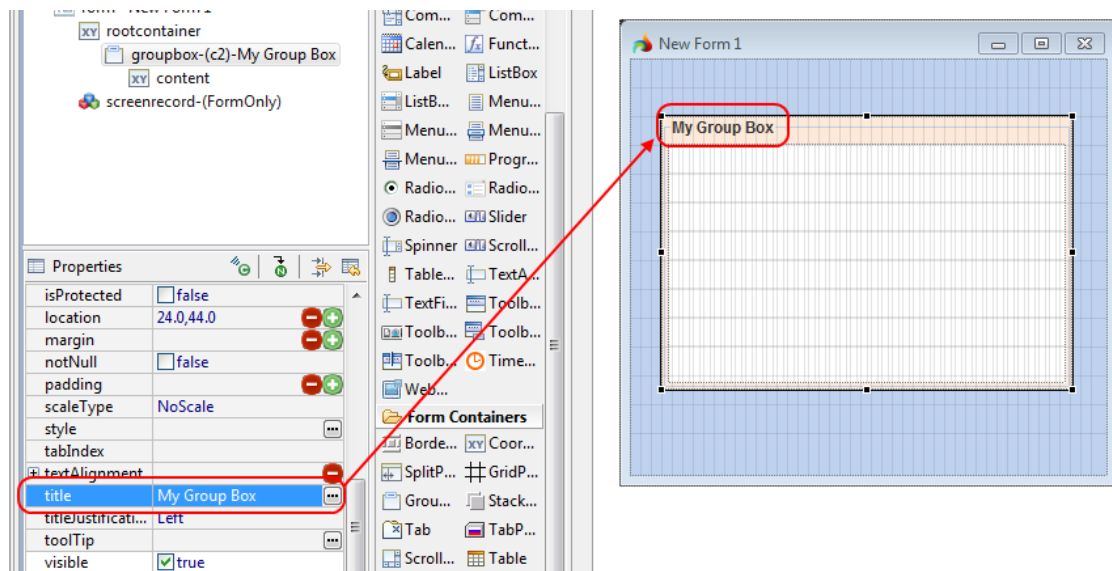 form - New Form1
rootcontainer
groupbox-(c2)-My Group Box
content
screenrecord-(FormOnly)
Properties
isProtected false
location 24.0,44.0
margin
notNull false
padding
scaleType NoScale
style
tabIndex
textAlignment
title My Group Box
titleJustificati... Left
toolTip
visible true
Com... Com...
Calen... Funct...
Label ListBox
ListB... Menu...
Menu... Menu...
Menu... Progr...
Radio... Radio...
Radio... Slider
Spinner Scroll...
Table... TextA...
TextFi... Toolb...
Toolb... Toolb...
Toolb... Time...
Web...
Form Containers
Borde... Coor...
SplitP... GridP...
Grou... Stack...
Tab TabP...
Scroll... Table
New Form1
My Group Box